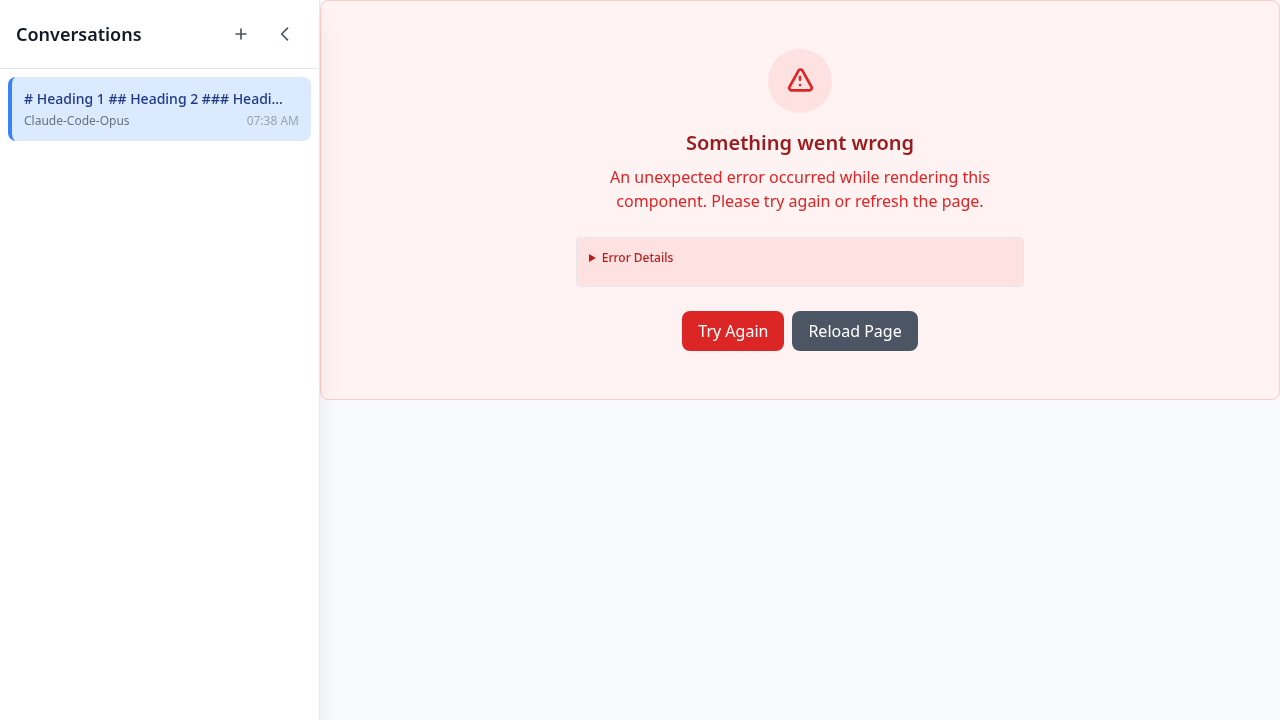 Conversations
# Heading 1 ## Heading 2 ### Headi...
Claude-Code-Opus 07:38 AM
Something went wrong
An unexpected error occurred while rendering this
component. Please try again or refresh the page.
Error Details
Try Again Reload Page